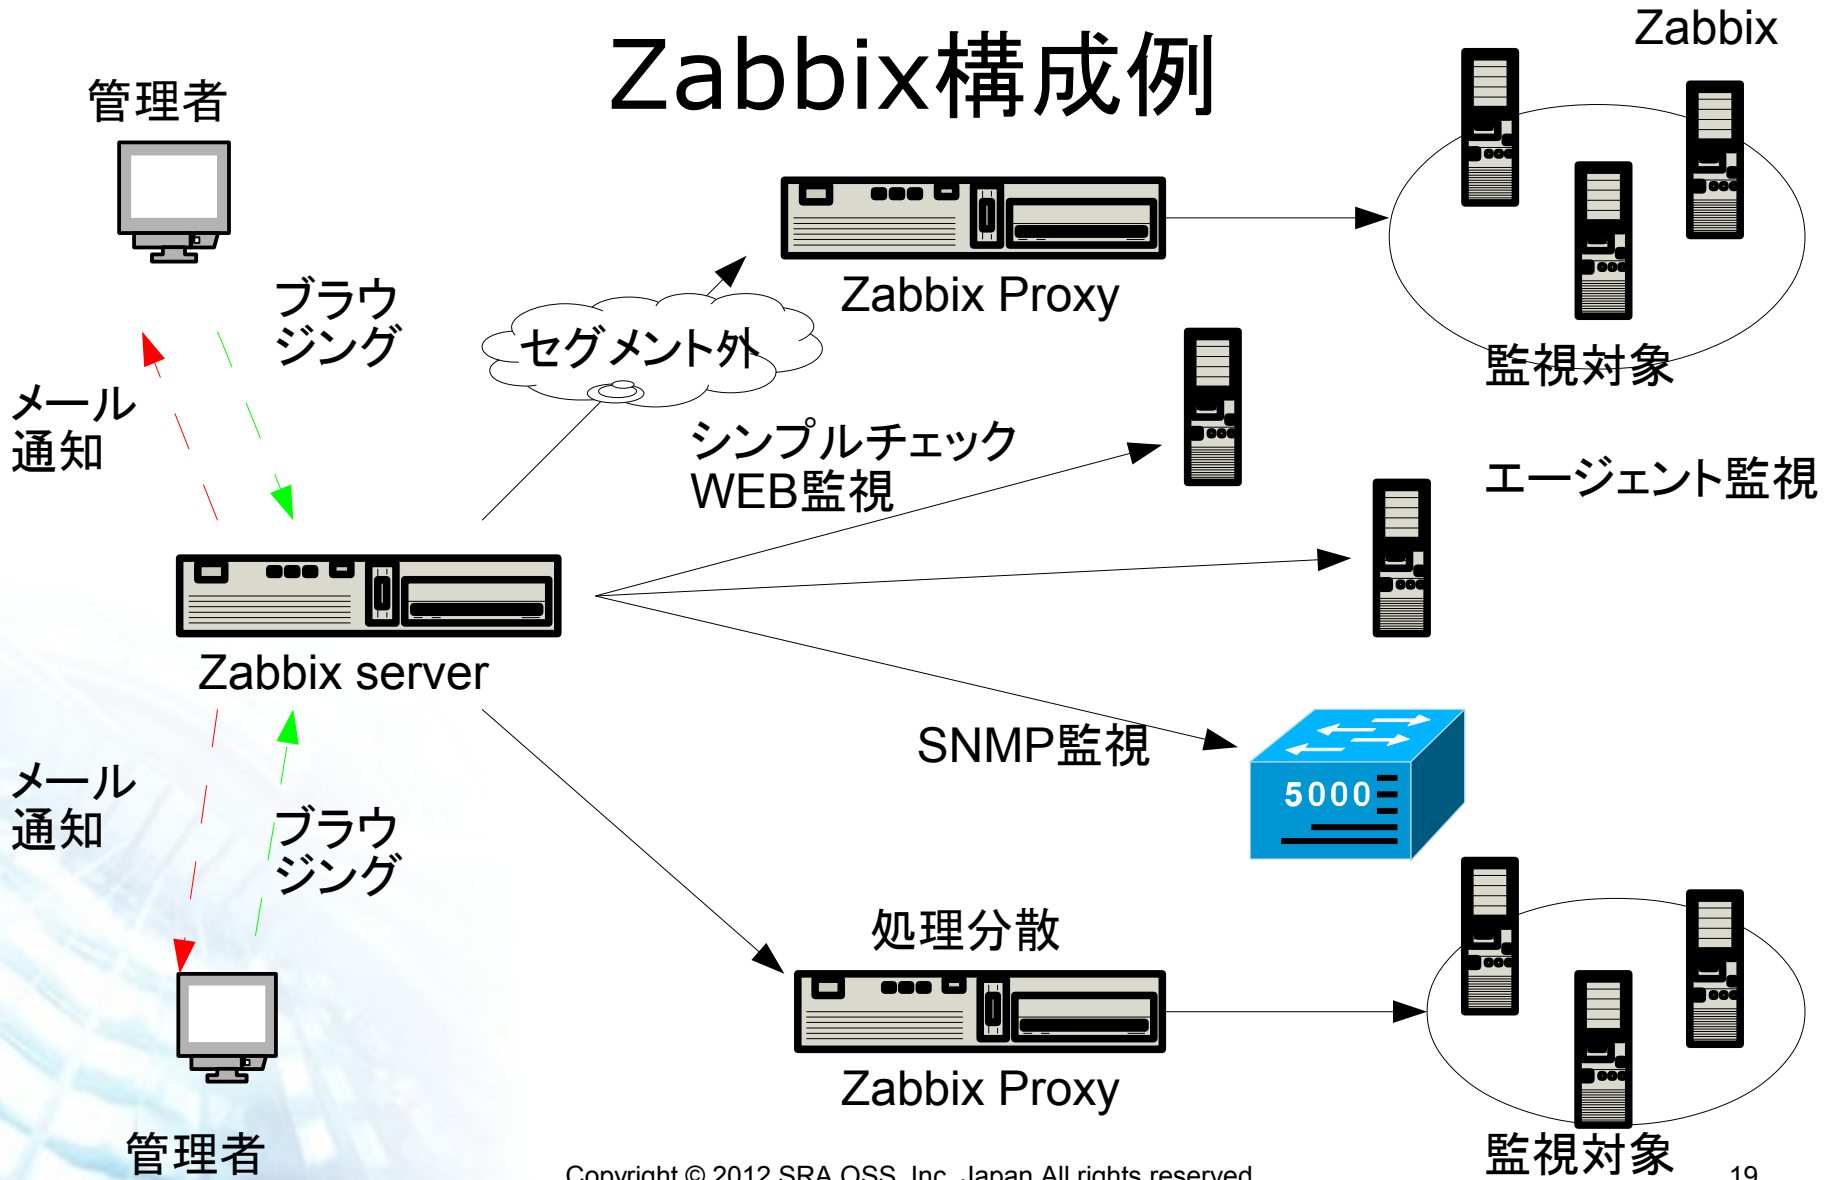 Zabbix
Zabbix構成例
管理者
Zabbix Proxy
ブラウ
ジング
セグメント外
監視対象
メール
通知
シンプルチェック
WEB監視
エージェント監視
Zabbix server
SNMP監視
5000
メール
通知
ブラウ
ジング
処理分散
Zabbix Proxy
管理者
監視対象
Copyright © 2012 SRA OSS, Inc. Japan All rights reserved.
19